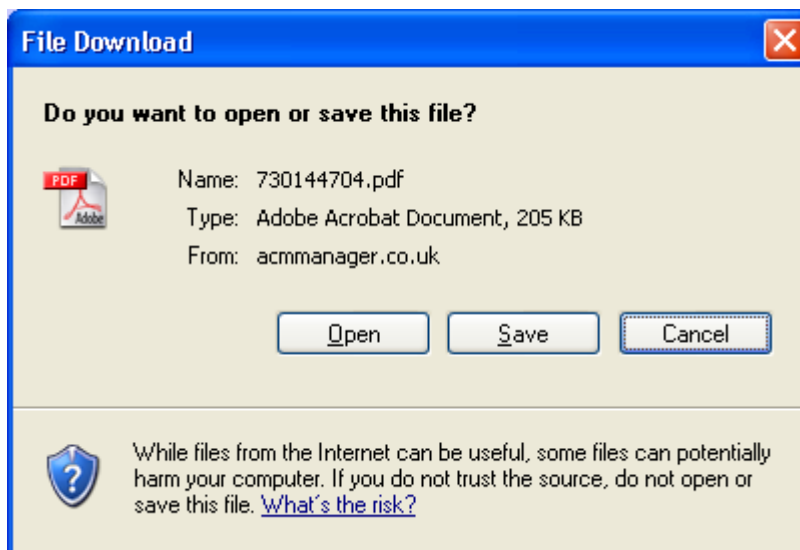 File Download
Do you want to open or save this file?
PDF
Adobe
Name: 730144704.pdf
Type: Adobe Acrobat Document, 205 KB
From: acmmanager.co.uk
Open Save Cancel
?
While files from the Internet can be useful, some files can potentially
harm your computer. If you do not trust the source, do not open or
save this file. What's the risk?